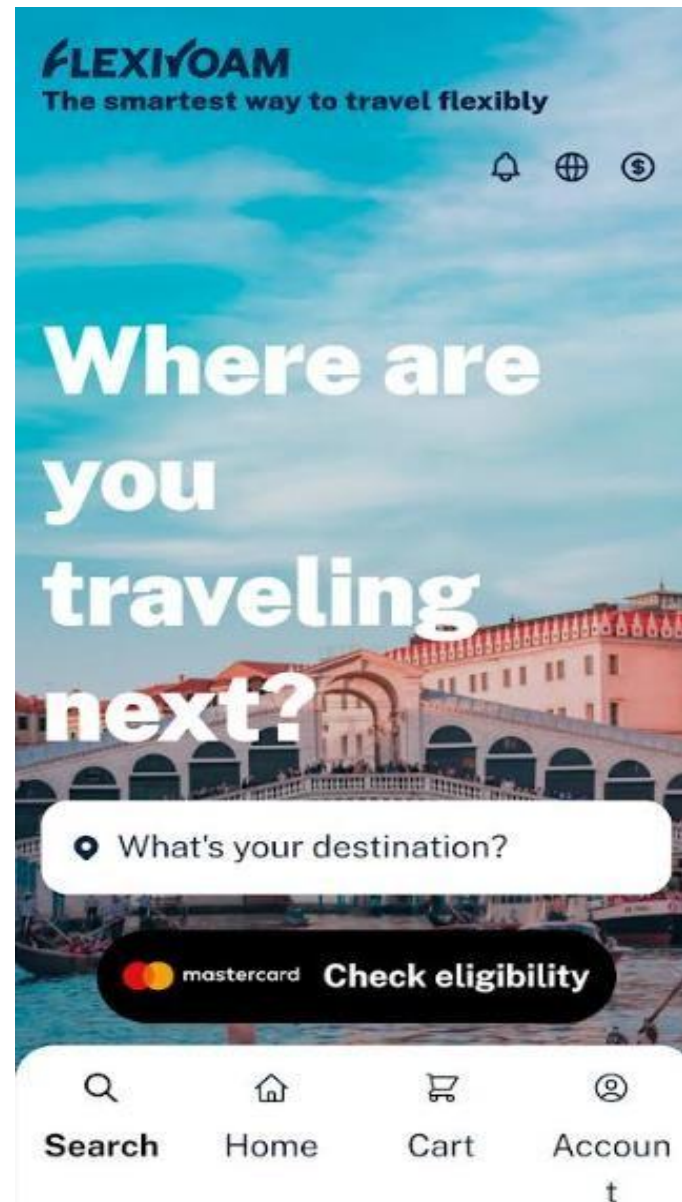 FLEXIROAM
The smartest way to travel flexibly
Where are
you
traveling
next?
What's your destination?
mastercard Check eligibility
Search Home Cart Accoun
t